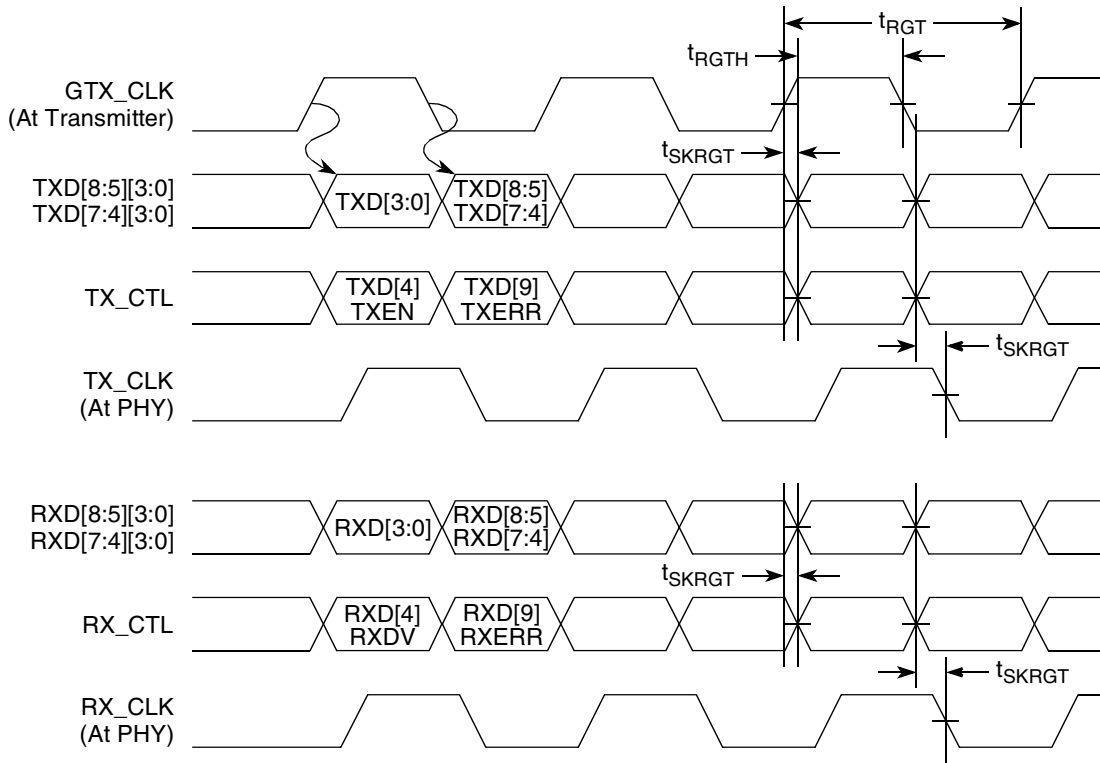 tRGT
tRGTH
GTX_CLK
(At Transmitter)
tSKRGT
TXD[8:5][3:0]
TXD[7:4][3:0]
TXD[3:0]
TXD[8:5]
TXD[7:4]
TX_CTL
TXD[4]
TXEN
TXD[9]
TXERR
tSKRGT
TX_CLK
(At PHY)
RXD[8:5][3:0]
RXD[7:4][3:0]
RXD[3:0]
RXD[8:5]
RXD[7:4]
tSKRGT
RX_CTL
RXD[4]
RXDV
RXD[9]
RXERR
tSKRGT
RX_CLK
(At PHY)